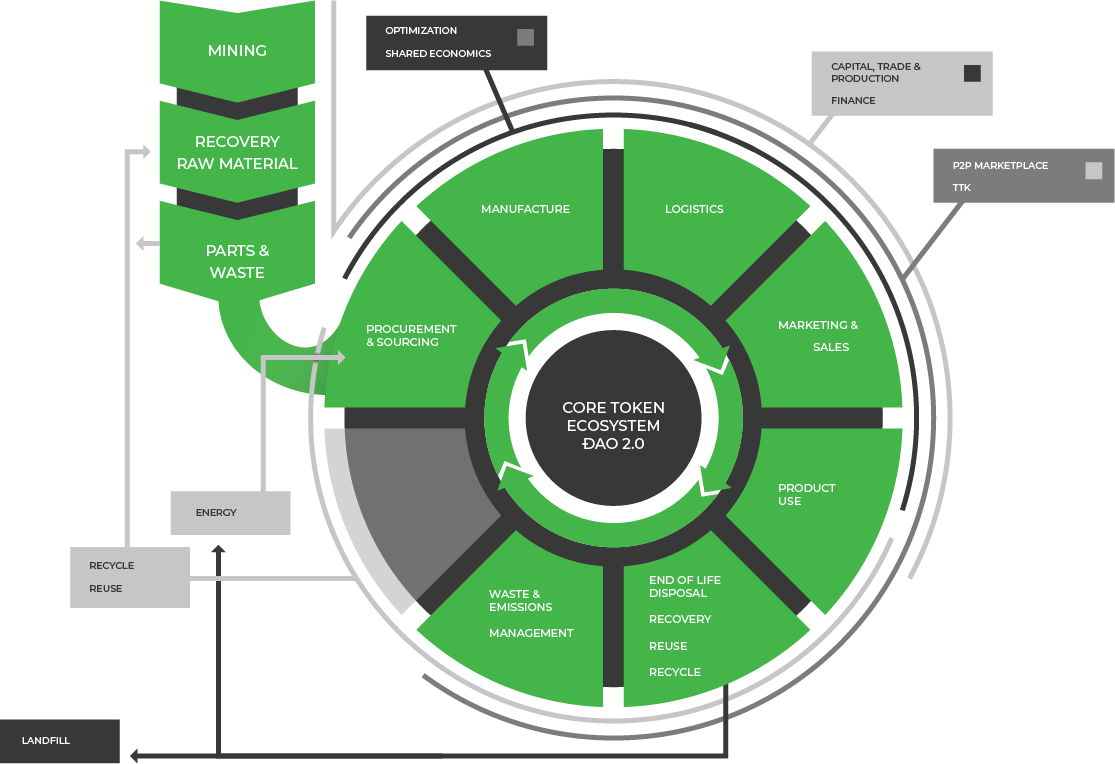 MINING
RECOVERY
RAW MATERIAL
PARTS &
WASTE
OPTIMIZATION
SHARED ECONOMICS
CAPITAL, TRADE &
PRODUCTION
FINANCE
P2P MARKETPLACE
TTK
MANUFACTURE
LOGISTICS
PROCUREMENT
& SOURCING
MARKETING &
SALES
CORE TOKEN
ECOSYSTEM
ĐAO 2.0
PRODUCT
USE
ENERGY
RECYCLE
REUSE
WASTE &
EMISSIONS
MANAGEMENT
END OF LIFE
DISPOSAL
RECOVERY
REUSE
RECYCLE
LANDFILL